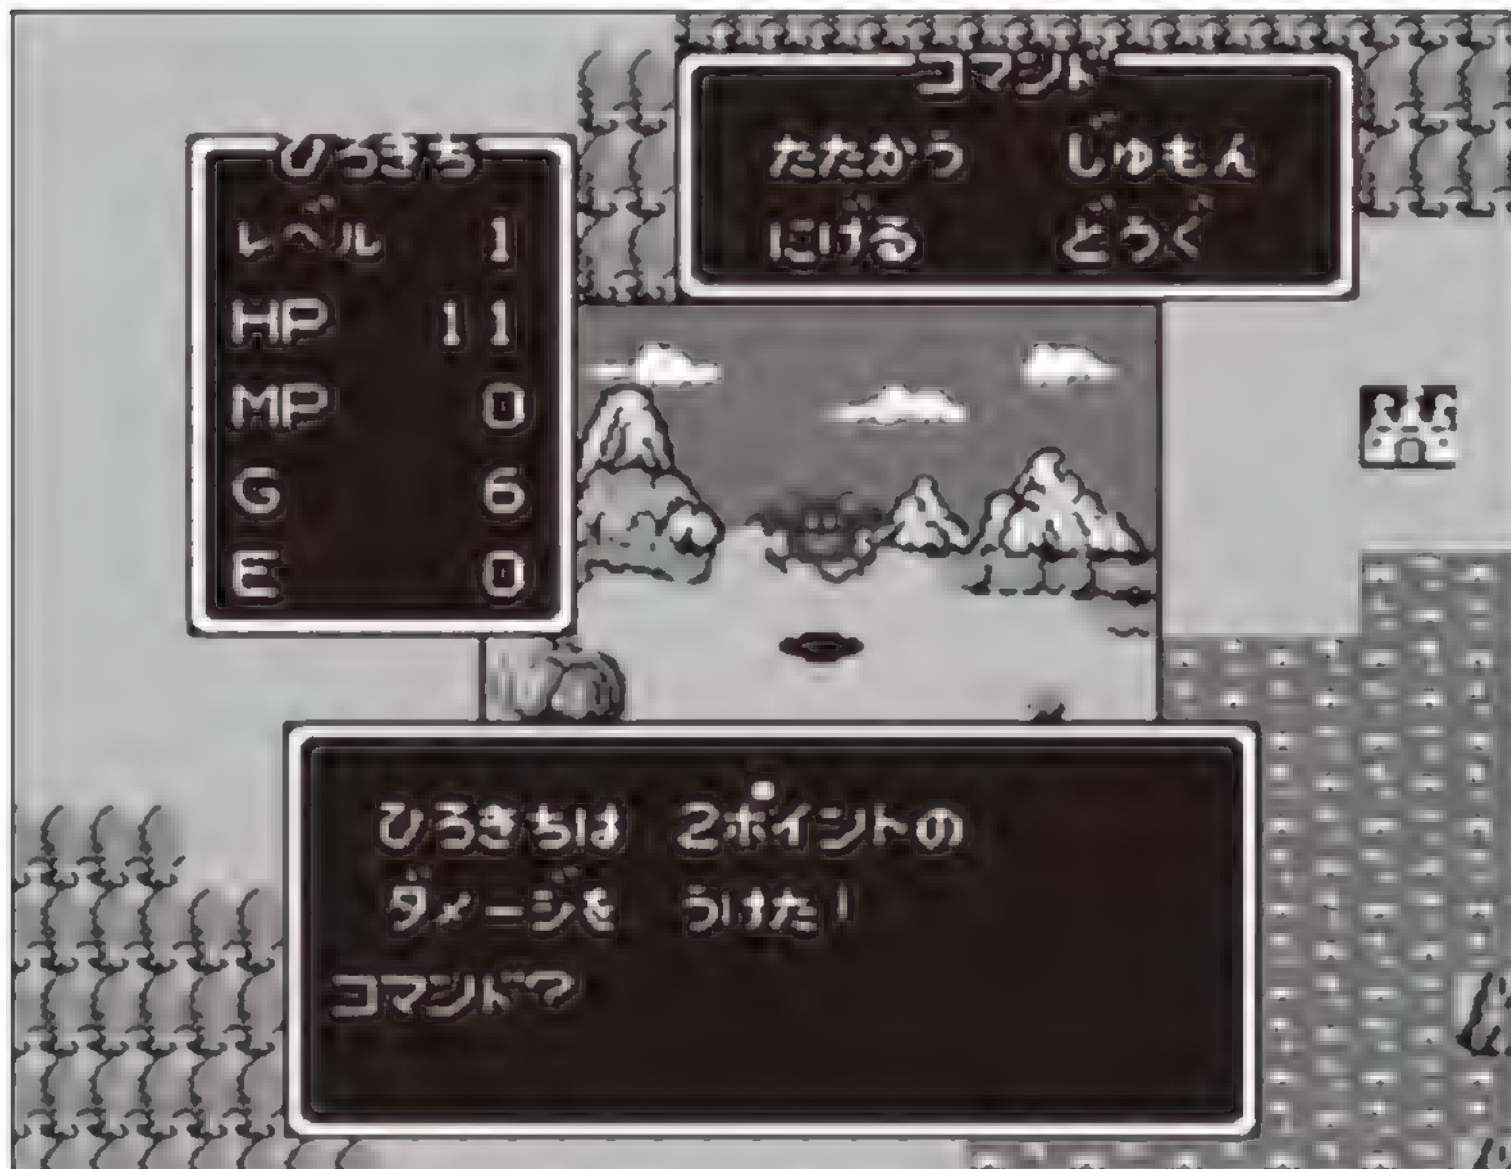 コマンド
たたかう じゅもん
にげる どうぐ
ひろきち
レベル 1
HP 11
MP 0
G 6
E 0
ひろきちは 2ポイントの
ダメージを うけた!
コマンド?